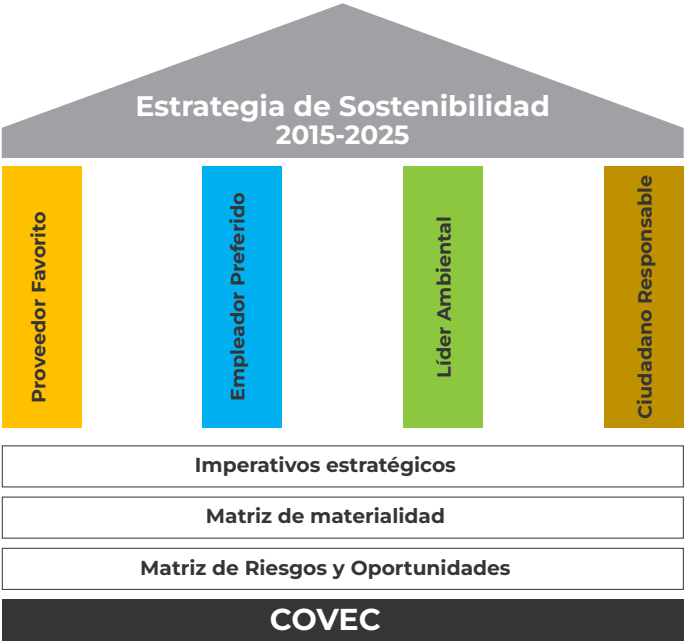 Estrategia de Sostenibilidad
2015-2025
Proveedor Favorito
Empleador Preferido
Líder Ambiental
Ciudadano Responsable
Imperativos estratégicos
Matriz de materialidad
Matriz de Riesgos y Oportunidades
COVEC